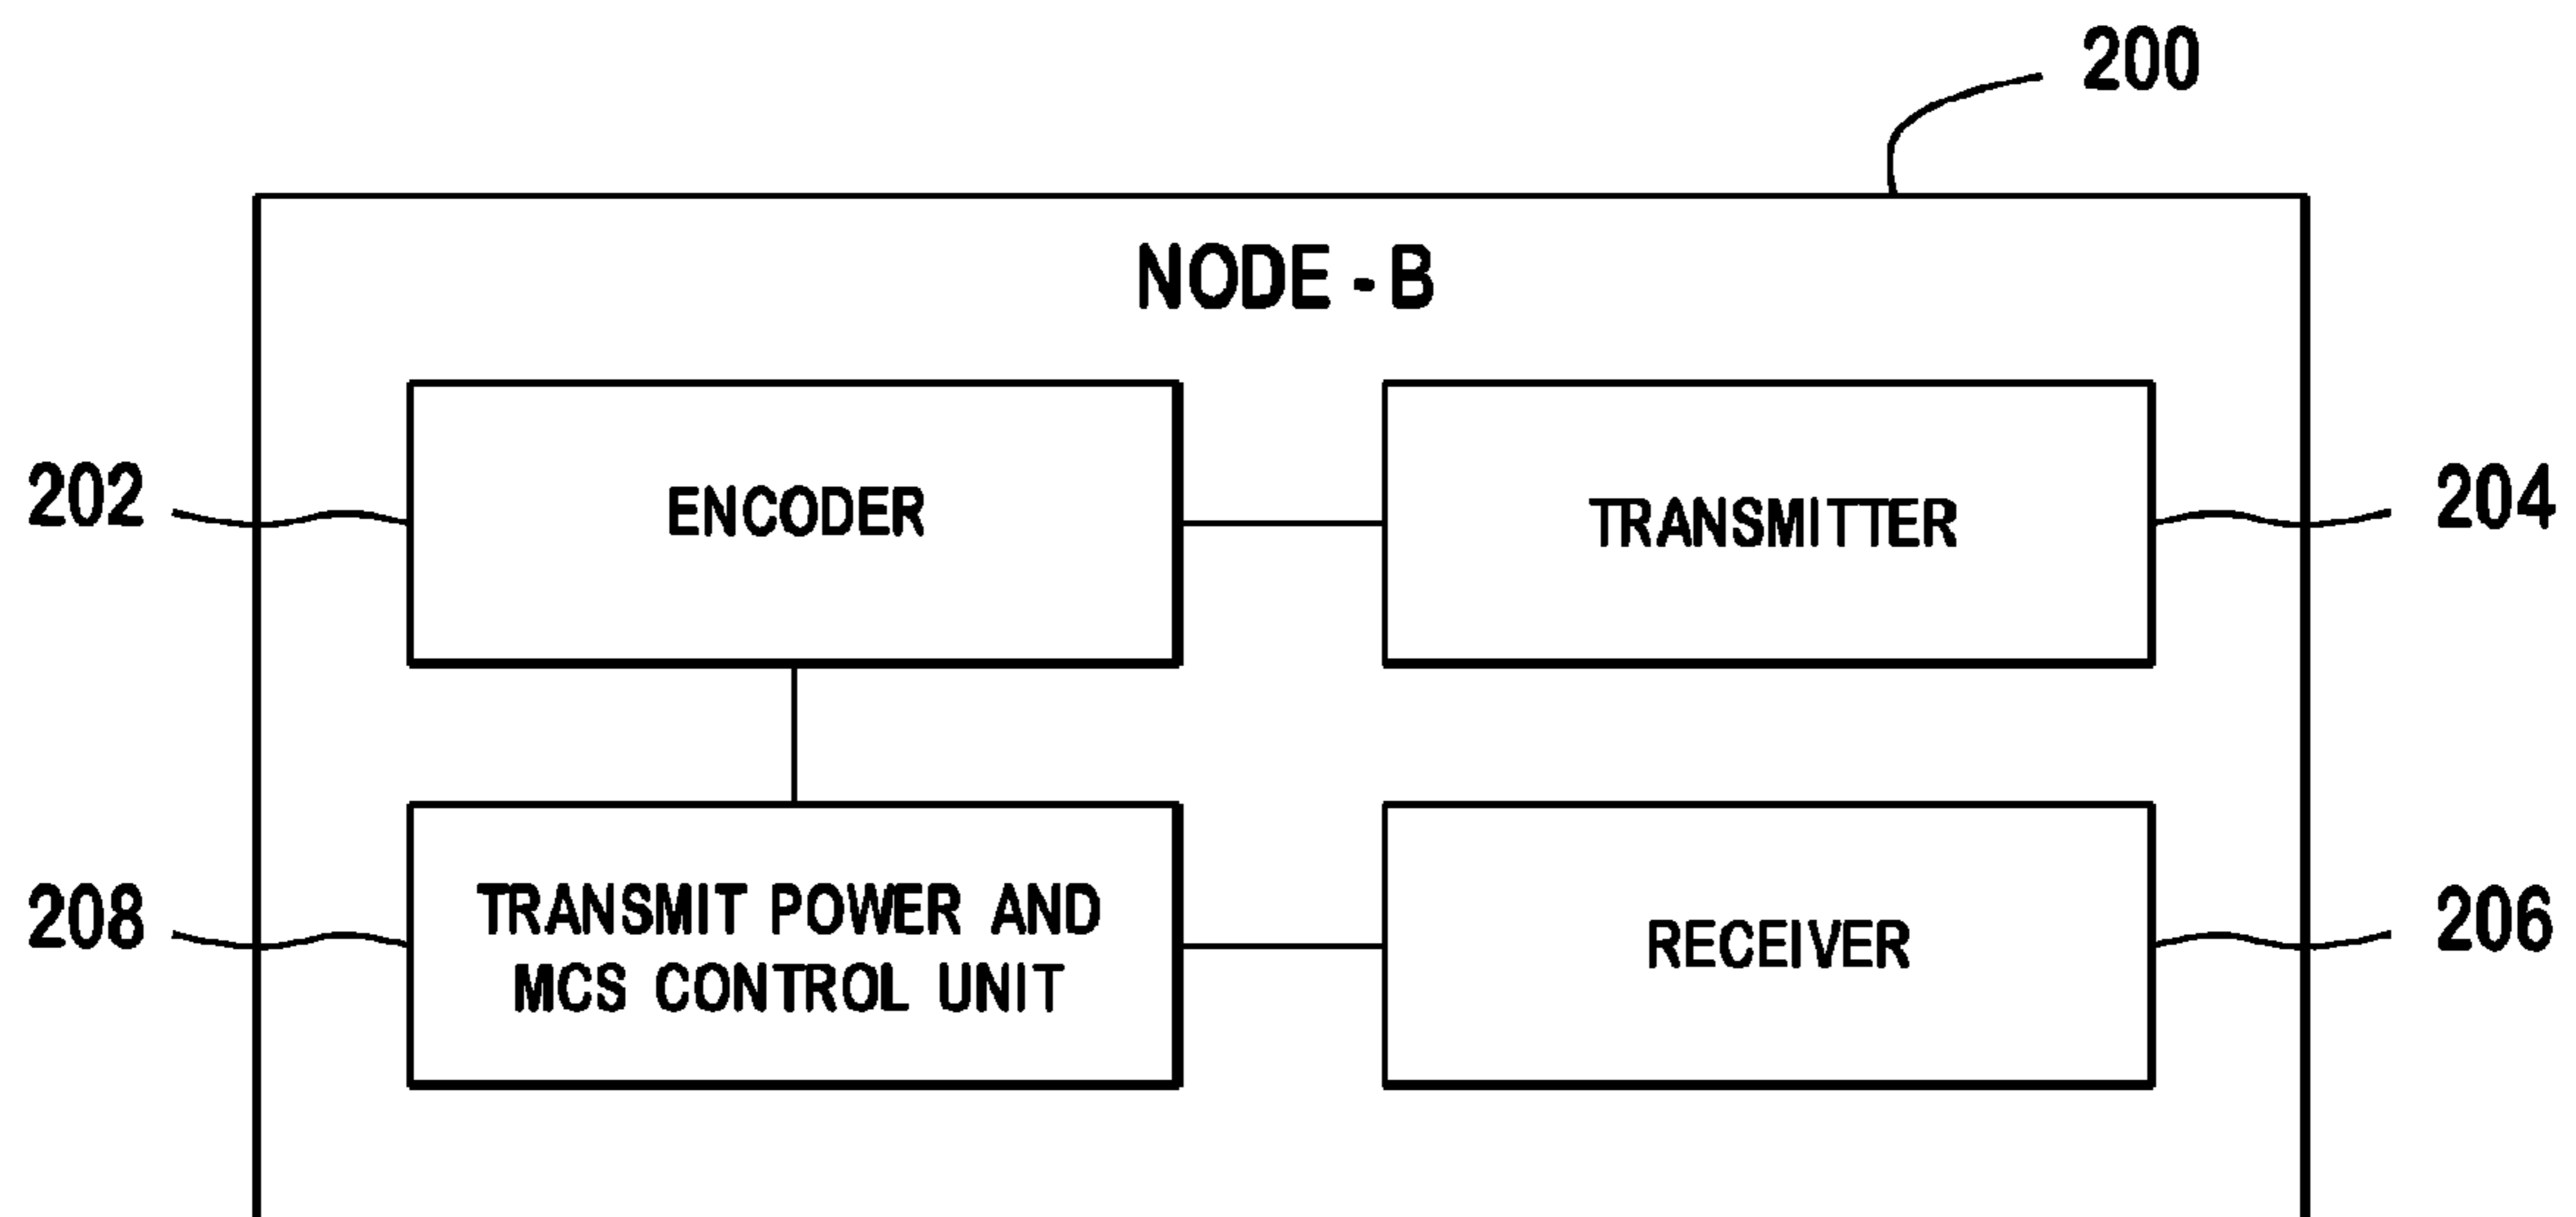 200
NODE - B
202
ENCODER
TRANSMITTER
204
208
TRANSMIT POWER AND
MCS CONTROL UNIT
RECEIVER
206